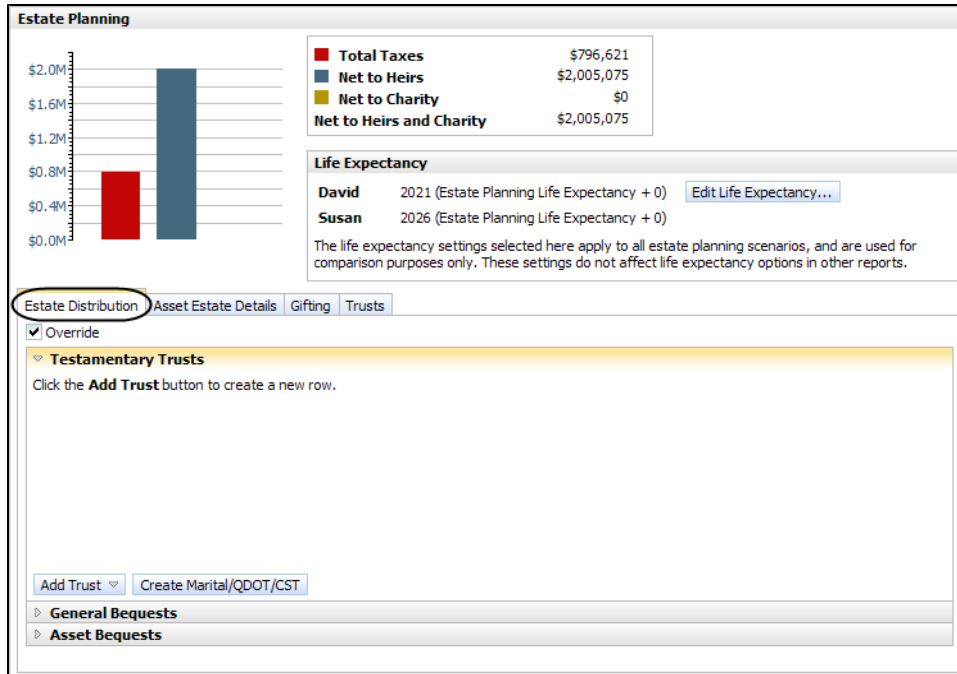 Estate Planning
$2.0M
$1.6M
$1.2M
$0.8M
$0.4M
$0.0M
Total Taxes $796,621
Net to Heirs $2,005,075
Net to Charity $0
Net to Heirs and Charity $2,005,075
Life Expectancy
David 2021 (Estate Planning Life Expectancy + 0) Edit Life Expectancy...
Susan 2026 (Estate Planning Life Expectancy + 0)
The life expectancy settings selected here apply to all estate planning scenarios, and are used for
comparison purposes only. These settings do not affect life expectancy options in other reports.
Estate Distribution Asset Estate Details Gifting Trusts
Override
Testamentary Trusts
Click the Add Trust button to create a new row.
Add Trust Create Marital/QDOT/CST
General Bequests
Asset Bequests